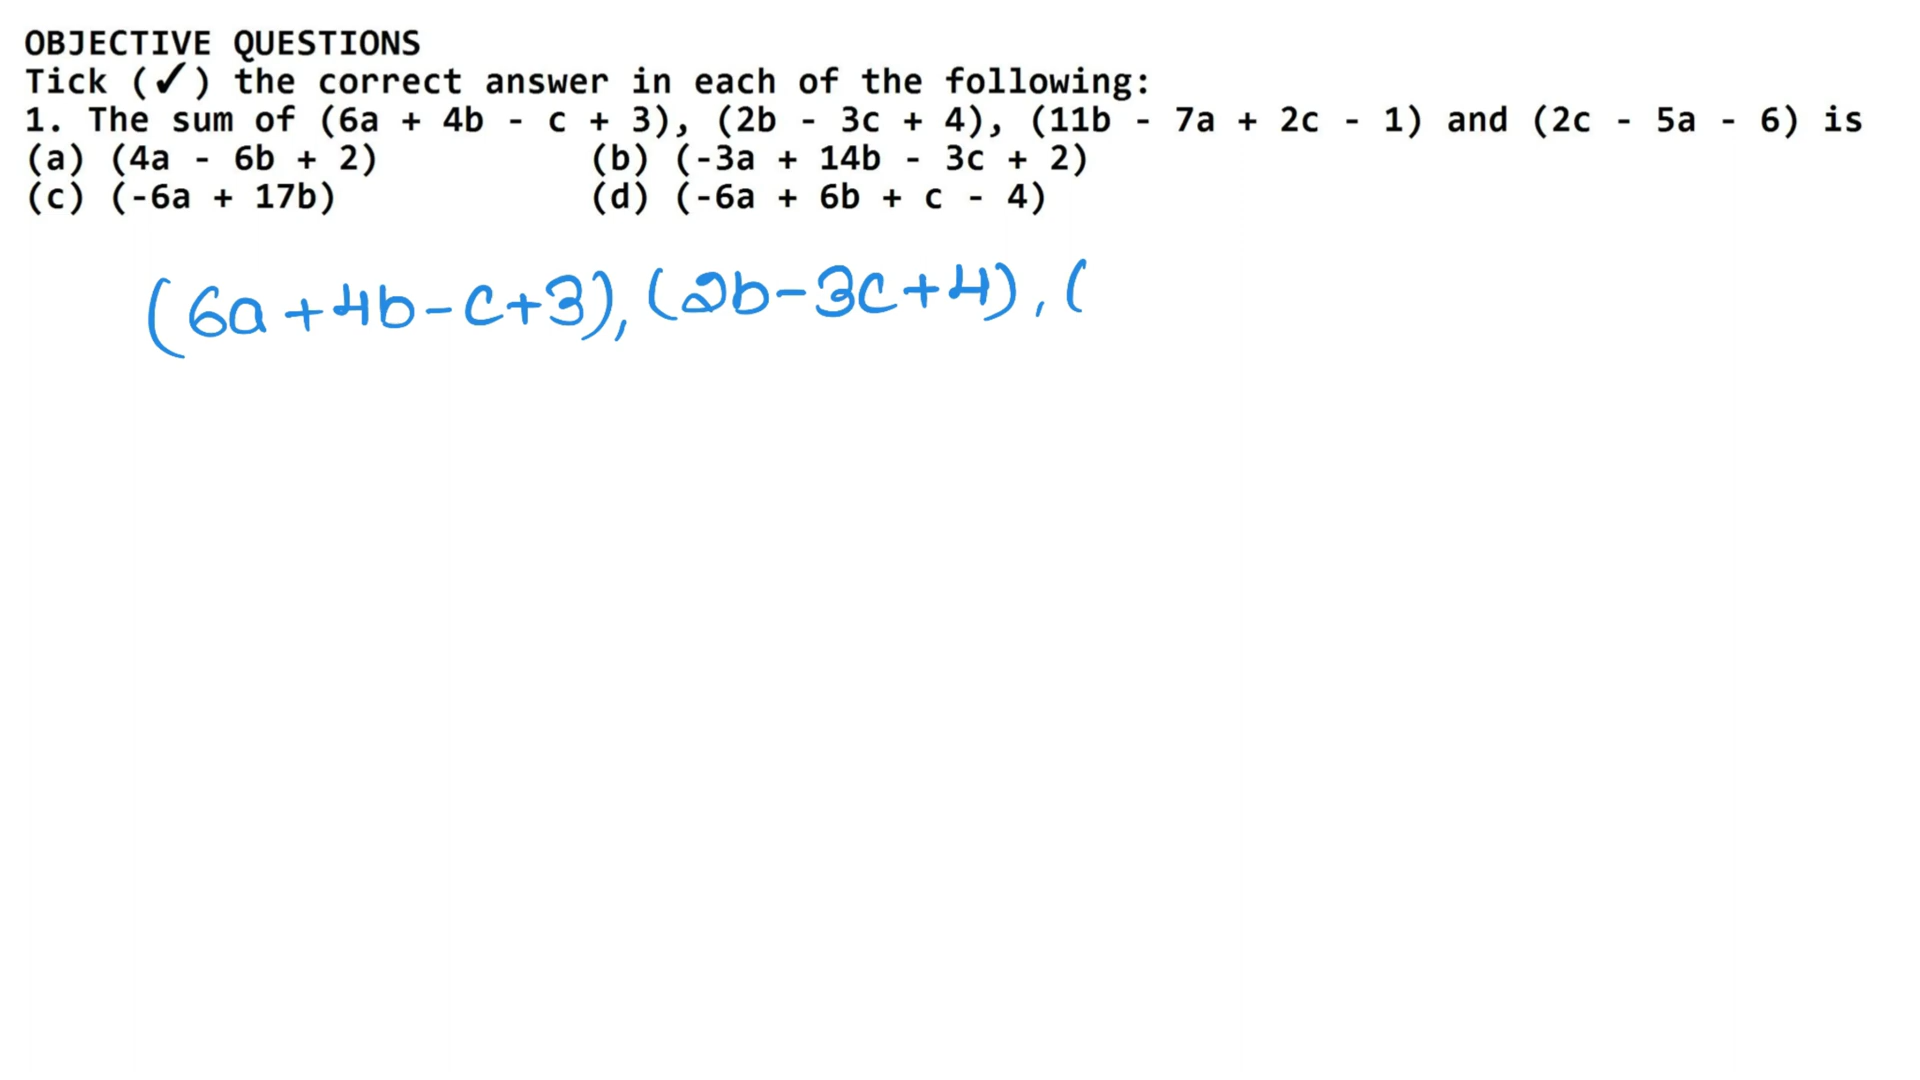 OBJECTIVE QUESTIONS
Tick (✓) the correct answer in each of the following:
1. The sum of (6a + 4b - c + 3), (2b - 3c + 4), (11b - 7a + 2c - 1) and (2c - 5a - 6) is
(a) (4a - 6b + 2) (b) (-3a + 14b - 3c + 2)
(c) (-6a + 17b) (d) (-6a + 6b + c - 4)
(6a+4b-c+3), (2b-3c+4), (